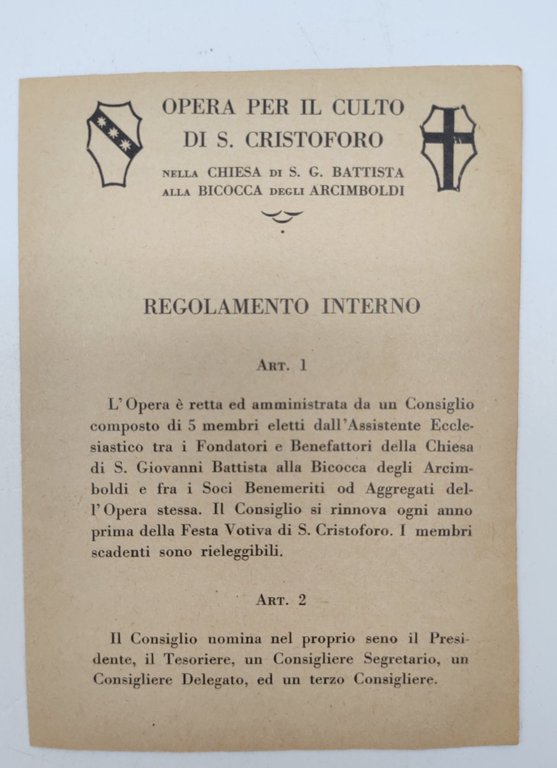 OPERA PER IL CULTO
DI S. CRISTOFORO
NELLA CHIESA DI S. G. BATTISTA
ALLA BICOCCA DEGLI ARCIMBOLDI
REGOLAMENTO INTERNO
ART. 1
L'Opera è retta ed amministrata da un Consiglio
composto di 5 membri eletti dall'Assistente Eccle-
siastico tra i Fondatori e Benefattori della Chiesa
di S. Giovanni Battista alla Bicocca degli Arcim-
boldi e fra i Soci Benemeriti od Aggregati del-
l'Opera stessa. Il Consiglio si rinnova ogni anno
prima della Festa Votiva di S. Cristoforo. I membri
scadenti sono rieleggibili.
ART. 2
Il Consiglio nomina nel proprio seno il Presi-
dente, il Tesoriere, un Consigliere Segretario, un
Consigliere Delegato, ed un terzo Consigliere.